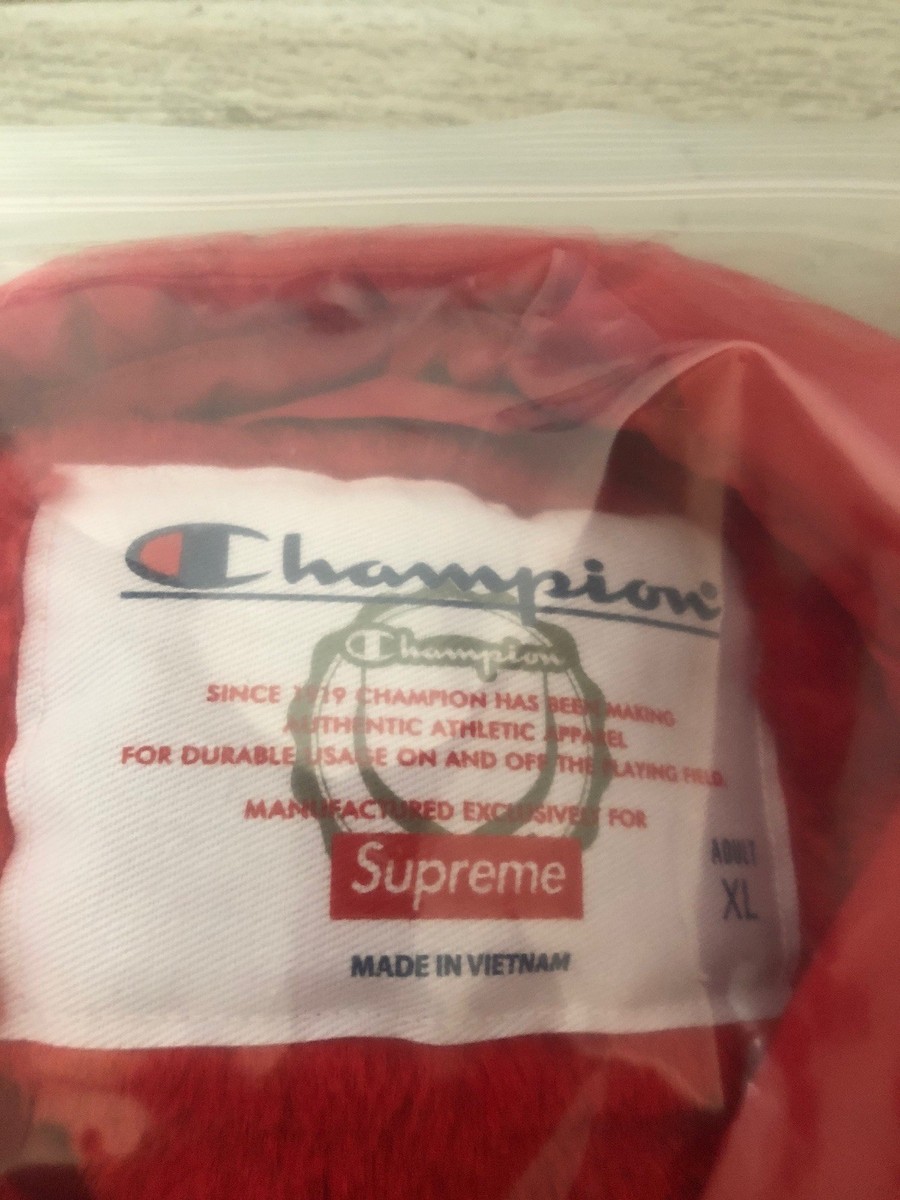 Champion®
Champion
SINCE 1919 CHAMPION HAS BEEN MAKING
AUTHENTIC ATHLETIC APPAREL
FOR DURABLE USAGE ON AND OFF THE PLAYING FIELD.
MANUFACTURED EXCLUSIVELY FOR
Supreme
ADULT
XL
MADE IN VIETNAM